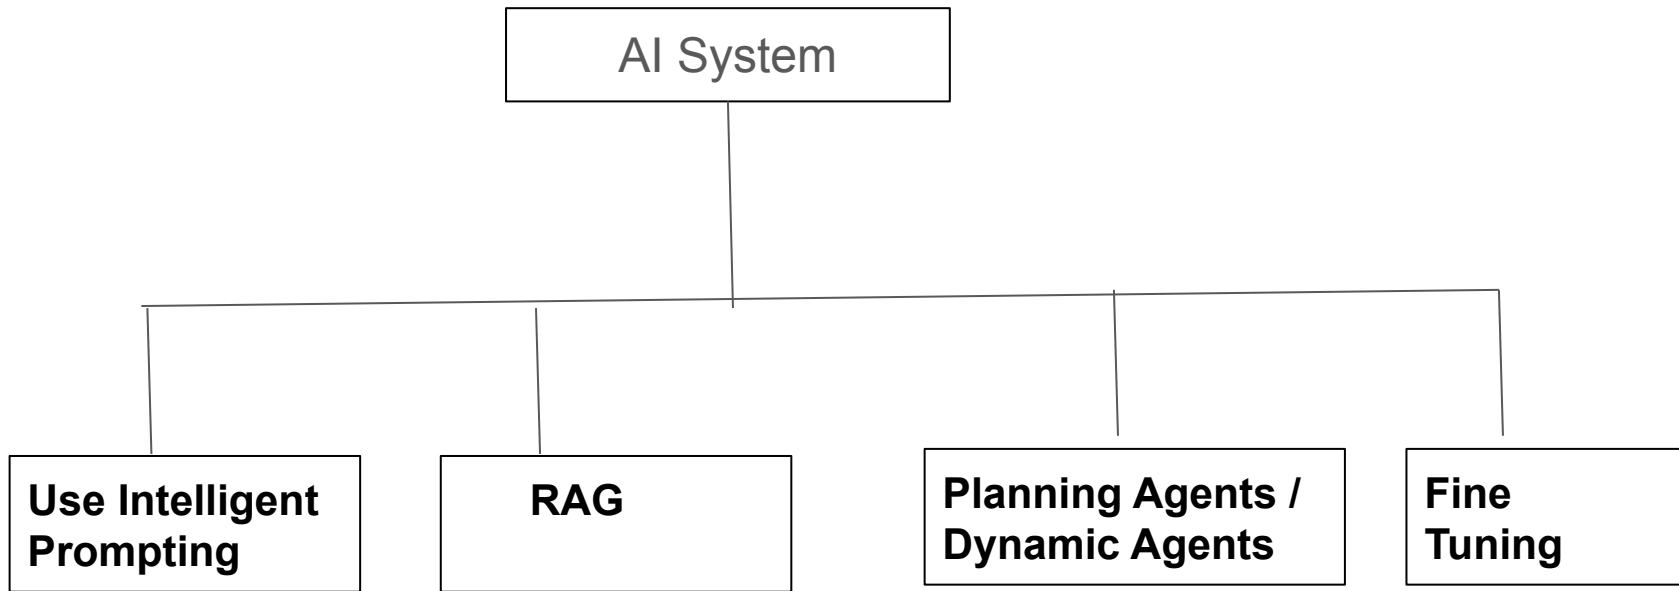 AI System
Use Intelligent
Prompting
RAG
Planning Agents /
Dynamic Agents
Fine
Tuning